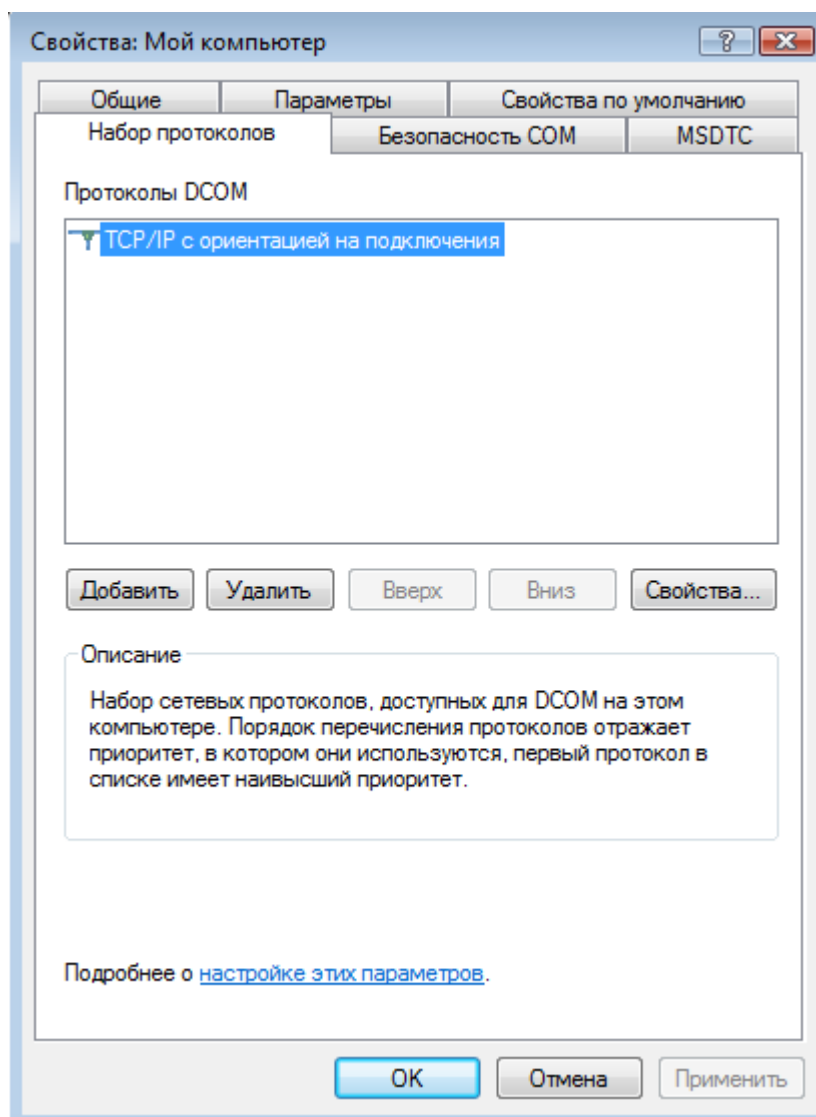 Свойства: Мой компьютер
Общие Параметры Свойства по умолчанию
Набор протоколов Безопасность COM MSDTC
Протоколы DCOM
TCP/IP с ориентацией на подключения
Добавить Удалить Вверх Вниз Свойства...
Описание
Набор сетевых протоколов, доступных для DCOM на этом
компьютере. Порядок перечисления протоколов отражает
приоритет, в котором они используются, первый протокол в
списке имеет наивысший приоритет.
Подробнее о настройке этих параметров.
OK Отмена Применить